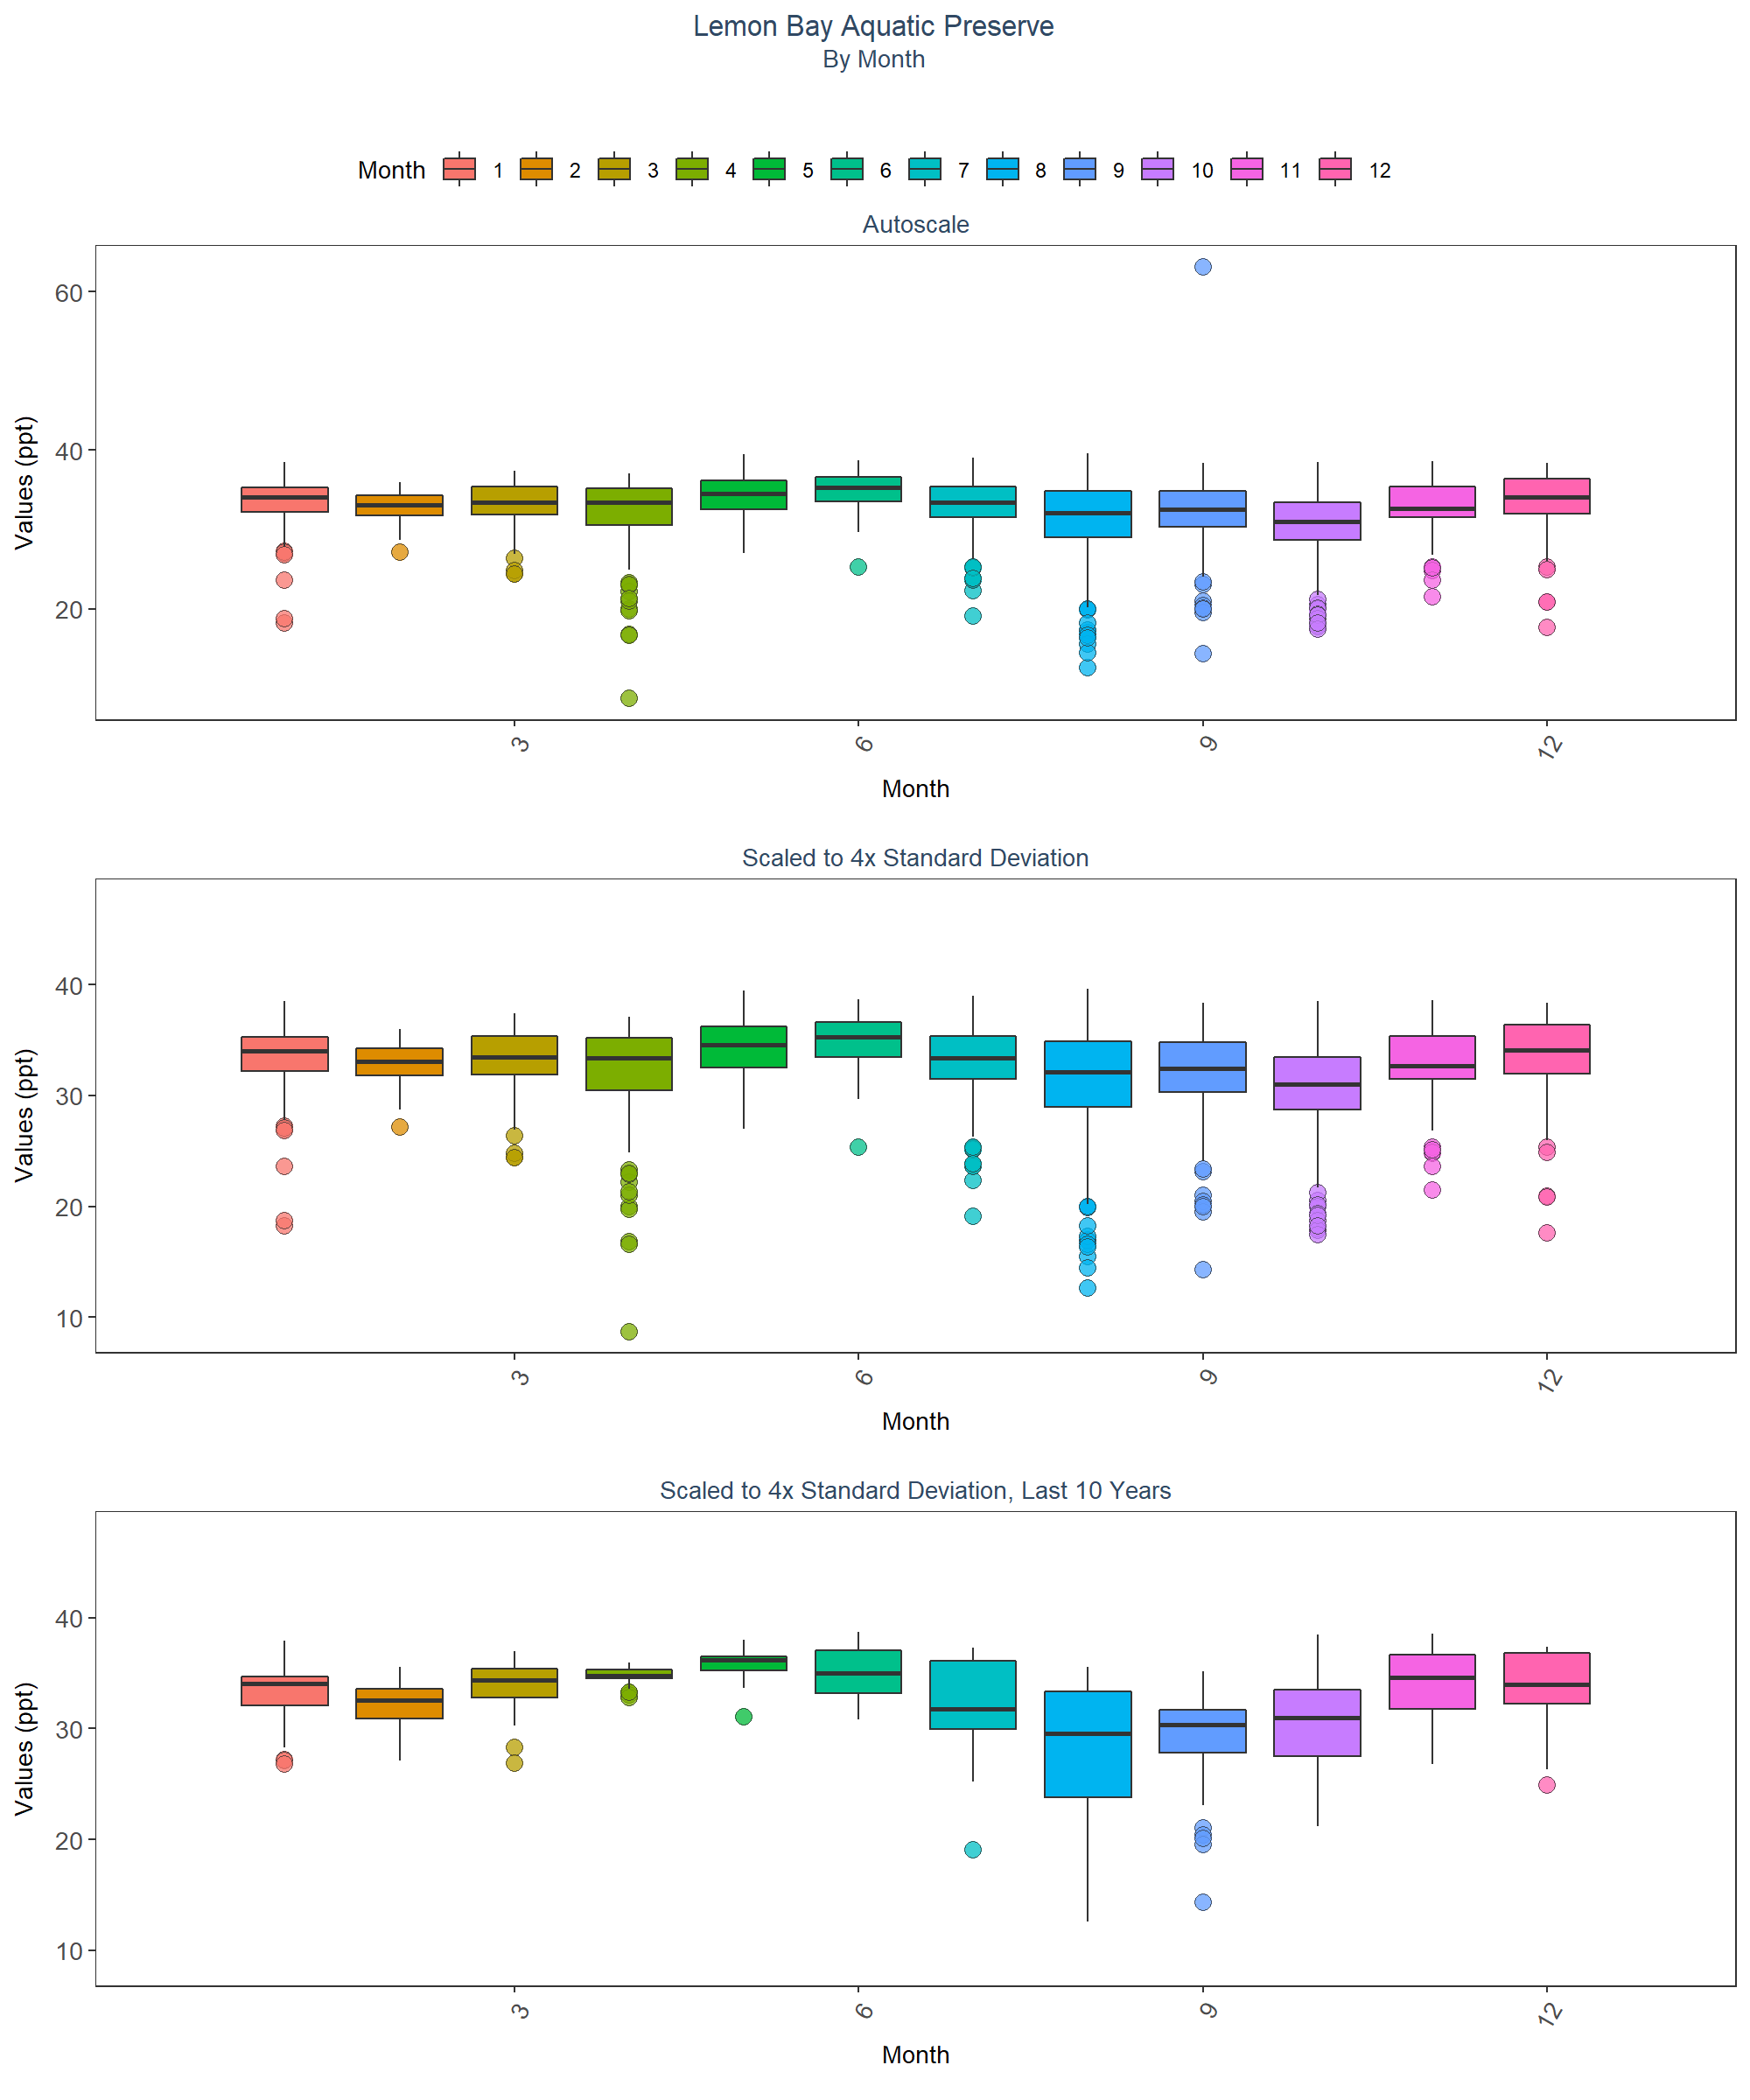 Lemon Bay Aquatic Preserve
By Month
Month 1 2 3 4 5 6 7 8 9 10 11 12
Autoscale
Values (ppt)
60
40
20
3 6 9 12
Month
Scaled to 4x Standard Deviation
Values (ppt)
40
30
20
10
3 6 9 12
Month
Scaled to 4x Standard Deviation, Last 10 Years
Values (ppt)
40
30
20
10
3 6 9 12
Month